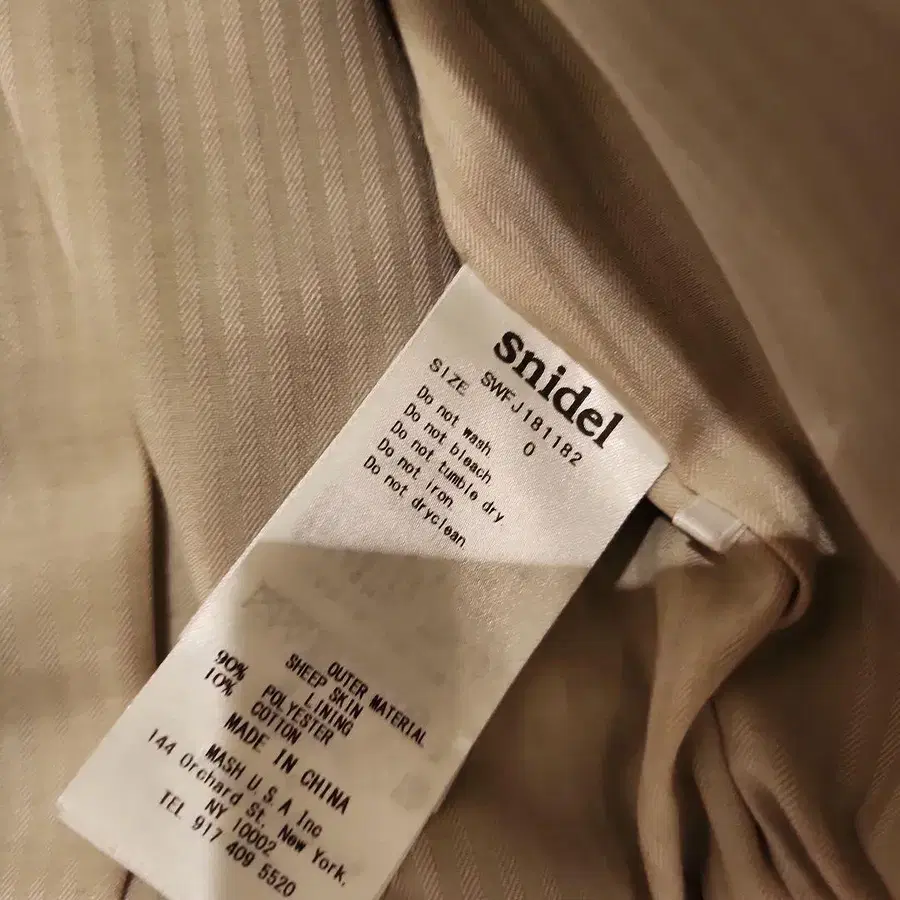 snidel
SWFJ181182
SIZE 0
Do not wash
Do not bleach
Do not tumble dry
Do not iron.
Do not dryclean.
OUTER MATERIAL
SHEEP SKIN
LINING
90% POLYESTER
10% COTTON
MADE IN CHINA
MASH U.S.A Inc
144 Orchard St. New York,
NY 10002
TEL 917 409 5520